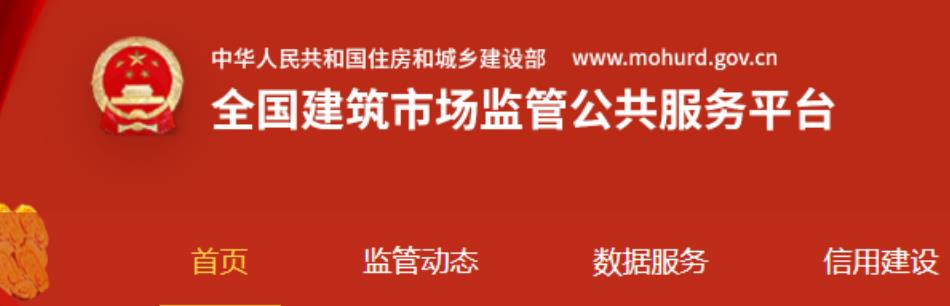 中华人民共和国住房和城乡建设部 www.mohurd.gov.cn
全国建筑市场监管公共服务平台
首页 监管动态 数据服务 信用建设